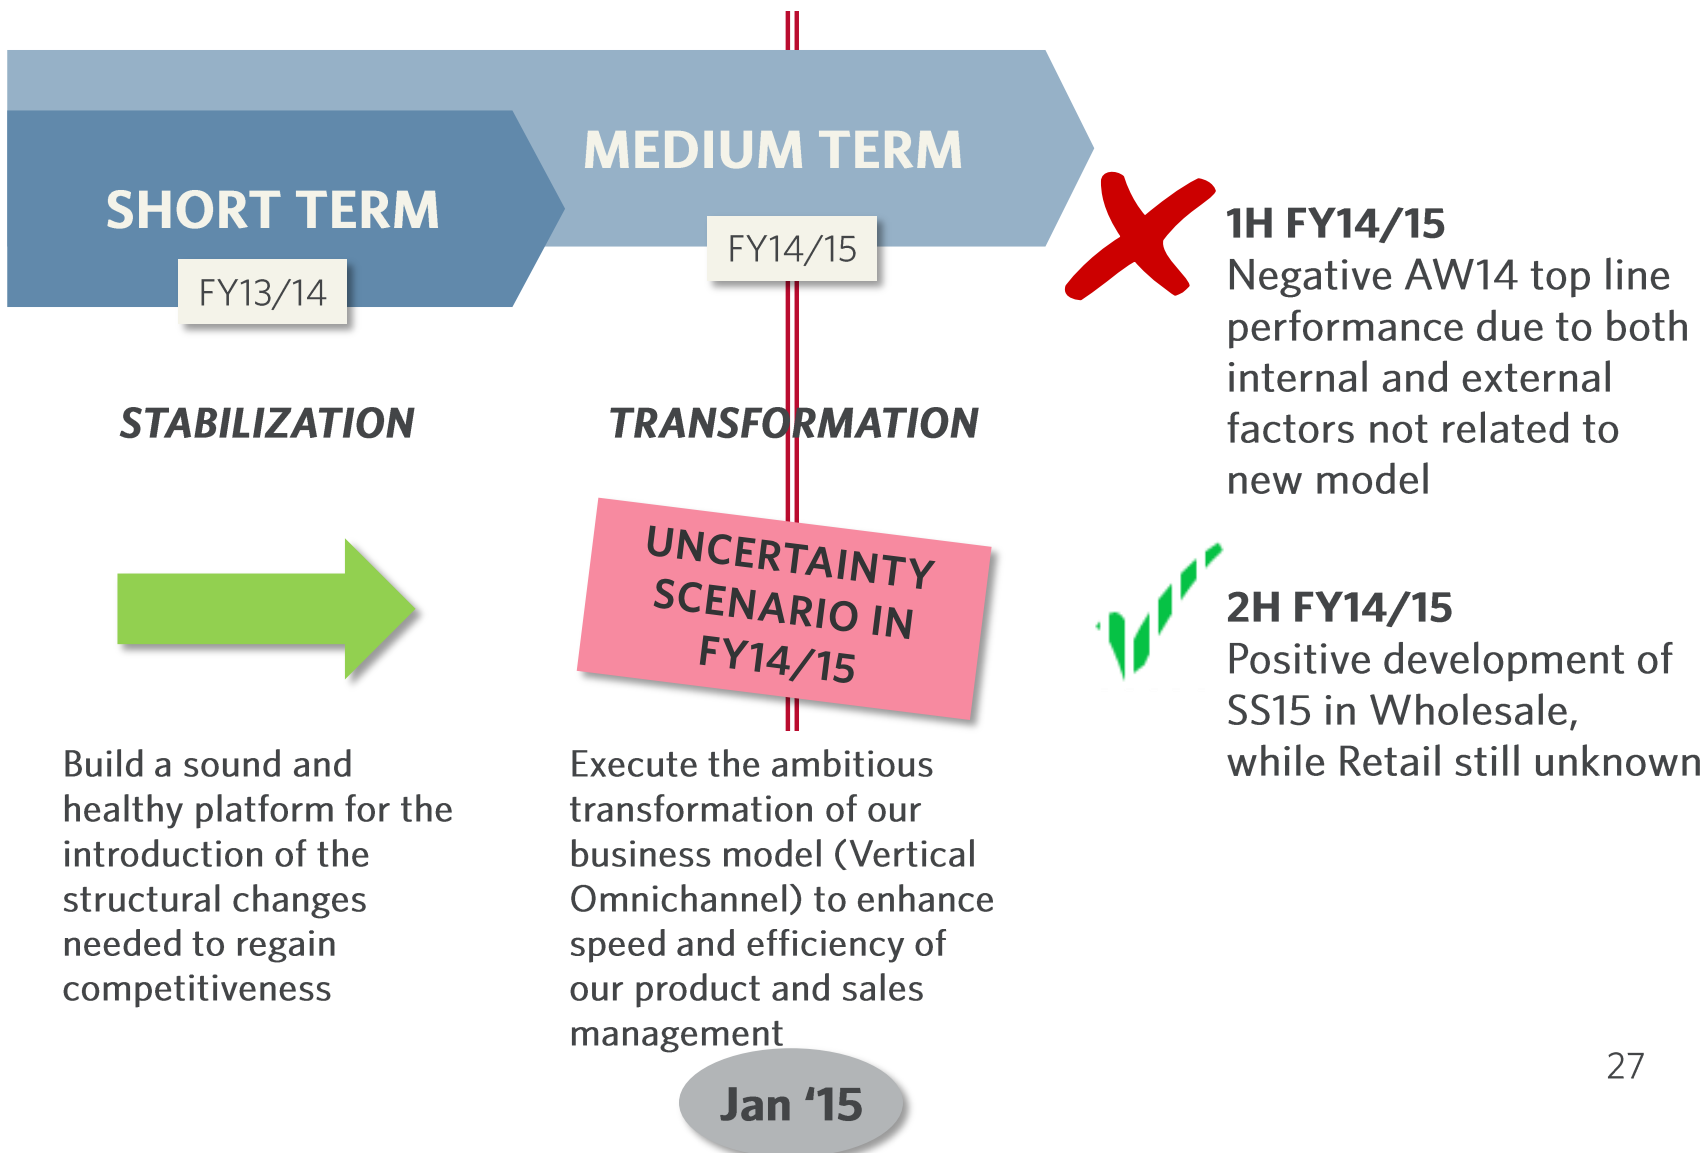 MEDIUM TERM
SHORT TERM
FY14/15
FY13/14
STABILIZATION
TRANSFORMATION
UNCERTAINTY
SCENARIO IN
FY14/15
Build a sound and
healthy platform for the
introduction of the
structural changes
needed to regain
competitiveness
Execute the ambitious
transformation of our
business model (Vertical
Omnichannel) to enhance
speed and efficiency of
our product and sales
management
Jan ‘15
1H FY14/15
Negative AW14 top line
performance due to both
internal and external
factors not related to
new model
2H FY14/15
Positive development of
SS15 in Wholesale,
while Retail still unknown
27